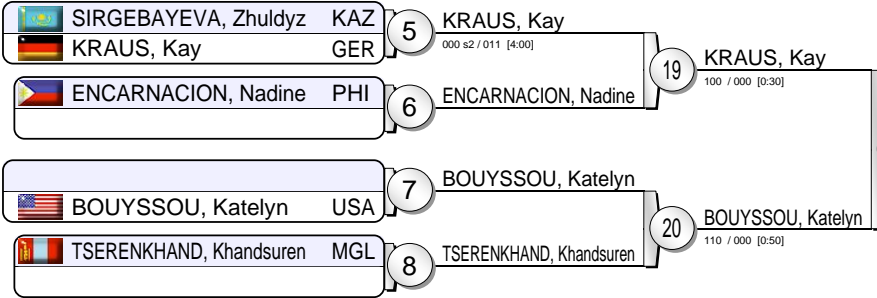 SIRGEBAYEVA, Zhuldyz KAZ
KRAUS, Kay GER
5
KRAUS, Kay
000 s2 / 011 [4:00]
ENCARNACION, Nadine PHI
6
ENCARNACION, Nadine
19
KRAUS, Kay
100 / 000 [0:30]
BOUYSSOU, Katelyn USA
7
BOUYSSOU, Katelyn
TSERENKHAND, Khandsuren MGL
8
TSERENKHAND, Khandsuren
20
BOUYSSOU, Katelyn
110 / 000 [0:50]